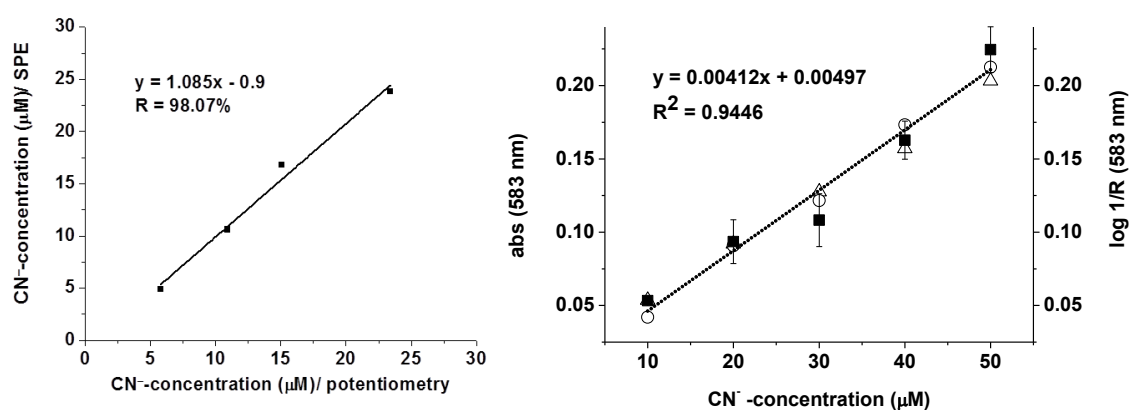 30
25
20
15
10
5
0
0 5 10 15 20 25 30
CN⁻-concentration (μM)/ SPE
CN⁻-concentration (μM)/ potentiometry
y = 1.085x - 0.9
R = 98.07%
0.20
0.15
0.10
0.05
abs (583 nm)
y = 0.00412x + 0.00497
R² = 0.9446
0.20
0.15
0.10
0.05
log 1/R (583 nm)
10 20 30 40 50
CN⁻ -concentration (μM)